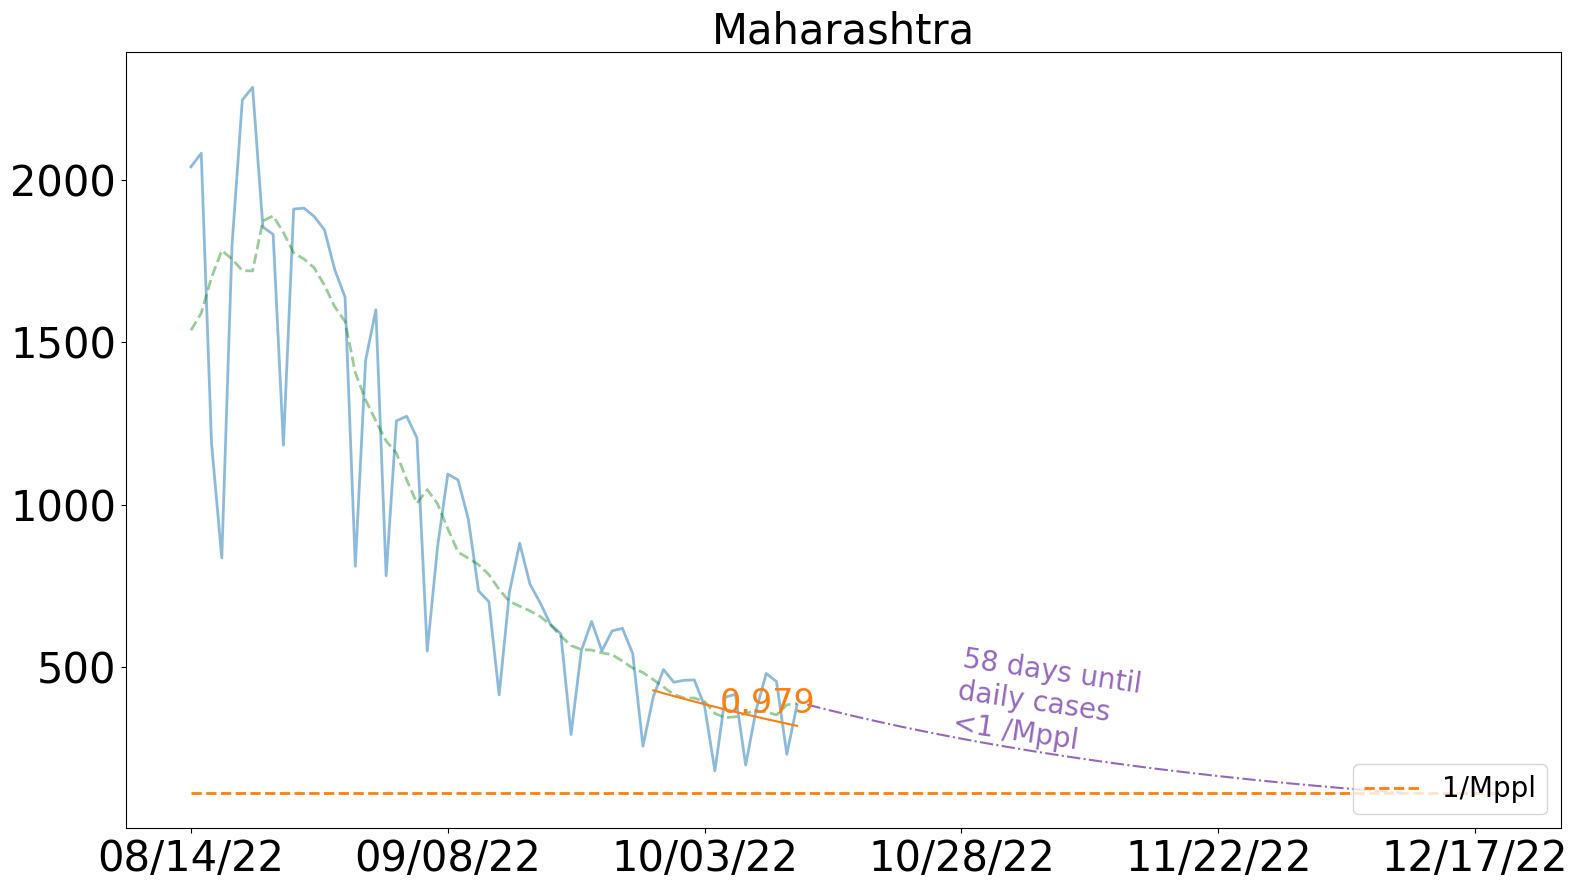 Maharashtra
2000
1500
1000
500
0.979
58 days until
daily cases
<1 /Mppl
1/Mppl
08/14/22
09/08/22
10/03/22
10/28/22
11/22/22
12/17/22